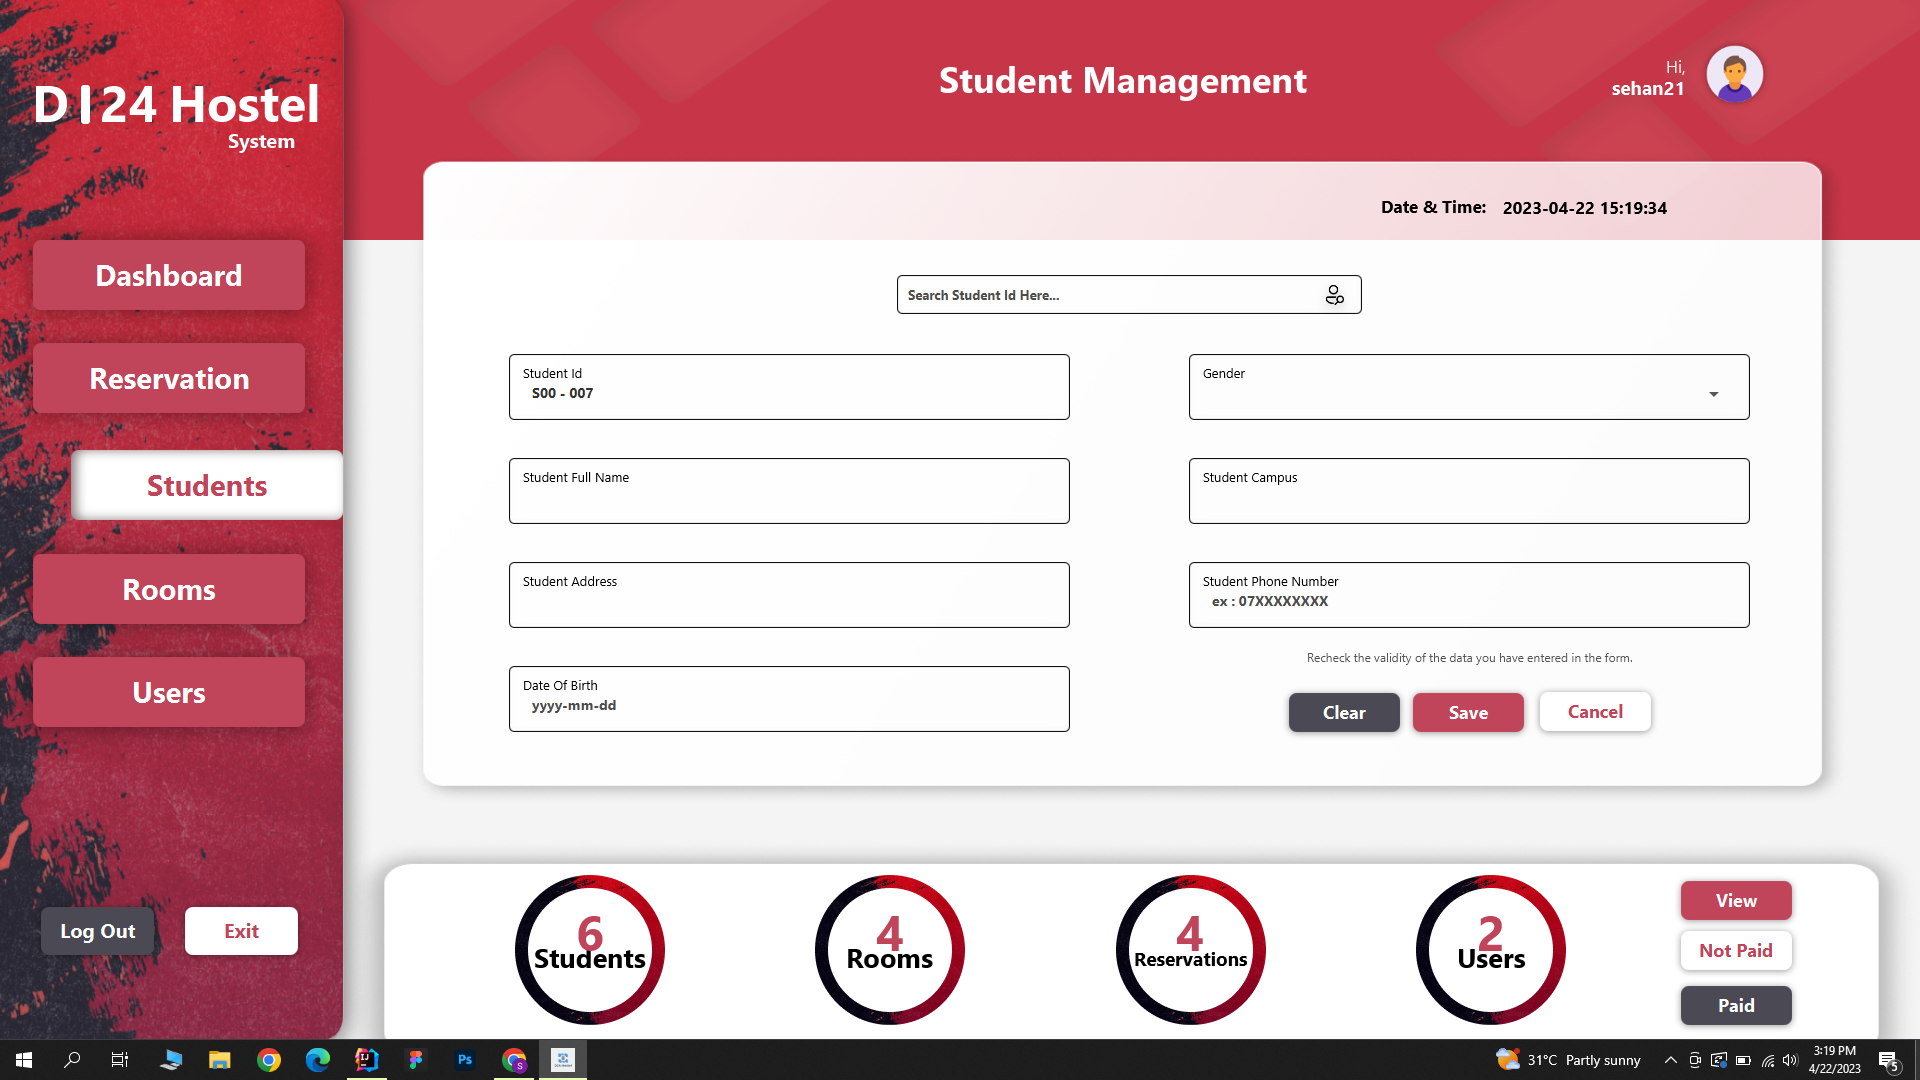 D|24 Hostel
System
Dashboard
Reservation
Students
Rooms
Users
Log Out
Exit
Student Management
Hi,
sehan21
Date & Time: 2023-04-22 15:19:34
Search Student Id Here...
Student Id
S00 - 007
Gender
Student Full Name
Student Campus
Student Address
Student Phone Number
ex : 07XXXXXXXX
Date Of Birth
yyyy-mm-dd
Recheck the validity of the data you have entered in the form.
Clear
Save
Cancel
6
Students
4
Rooms
4
Reservations
2
Users
View
Not Paid
Paid
IJ
Ps
S
31°C Partly sunny
3:19 PM
4/22/2023
5